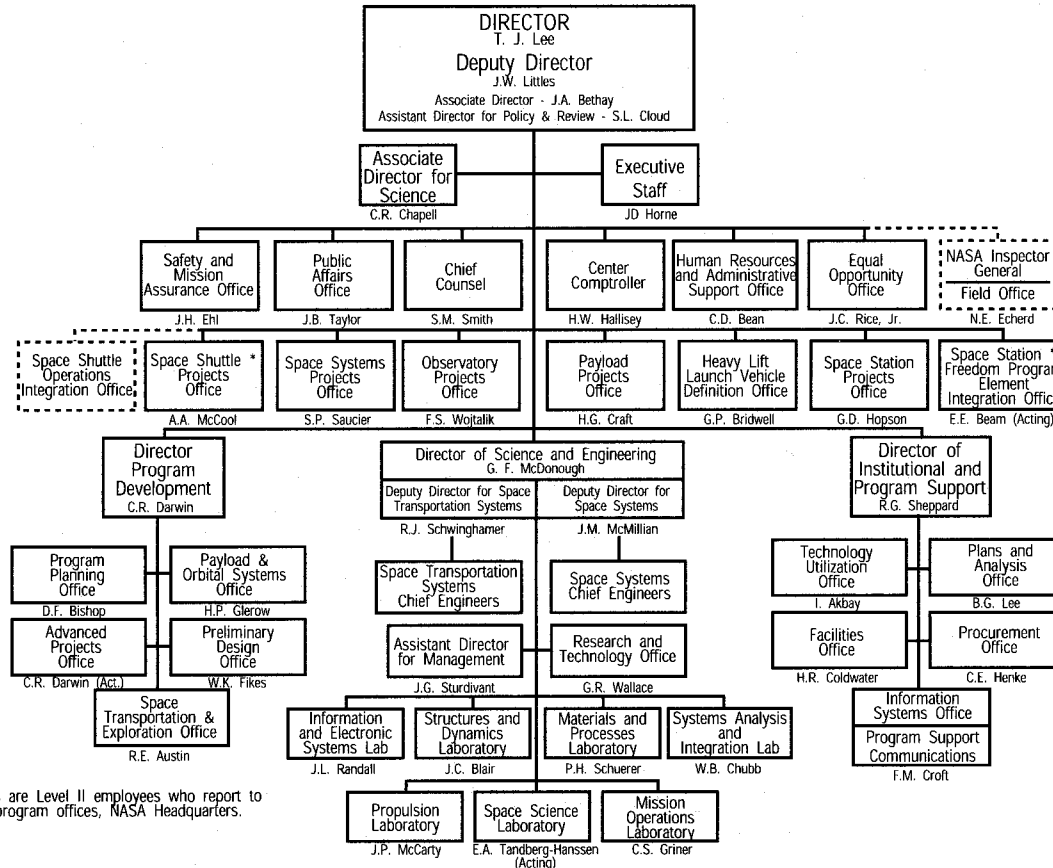 DIRECTOR
T. J. Lee
Deputy Director
J.W. Littles
Associate Director - J.A. Bethay
Assistant Director for Policy & Review - S.L. Cloud
Associate
Director for
Science
C.R. Chapell
Executive
Staff
JD Horne
Safety and
Mission
Assurance Office
J.H. Ehl
Public
Affairs
Office
J.B. Taylor
Chief
Counsel
S.M. Smith
Center
Comptroller
H.W. Hallisey
Human Resources
and Administrative
Support Office
C.D. Bean
Equal
Opportunity
Office
J.C. Rice, Jr.
NASA Inspector
General
Field Office
N.E. Echerd
Space Shuttle
Operations
Integration Office
Space Shuttle *
Projects
Office
A.A. McCool
Space Systems
Projects
Office
S.P. Saucier
Observatory
Projects
Office
F.S. Wojtalik
Payload
Projects
Office
H.G. Craft
Heavy Lift
Launch Vehicle
Definition Office
G.P. Bridwell
Space Station
Projects
Office
G.D. Hopson
Space Station *
Freedom Program
Element
Integration Office
E.E. Beam (Acting)
Director
Program
Development
C.R. Darwin
Director of Science and Engineering
G. F. McDonough
Deputy Director for Space
Transportation Systems
R.J. Schwinghamer
Deputy Director for
Space Systems
J.M. McMillian
Director of
Institutional and
Program Support
R.G. Sheppard
Program
Planning
Office
D.F. Bishop
Payload &
Orbital Systems
Office
H.P. Glerow
Advanced
Projects
Office
C.R. Darwin (Act.)
Preliminary
Design
Office
W.K. Fikes
Space
Transportation &
Exploration Office
R.E. Austin
Space Transportation
Systems
Chief Engineers
Space Systems
Chief Engineers
Assistant Director
for Management
J.G. Sturdivant
Research and
Technology Office
G.R. Wallace
Information
and Electronic
Systems Lab
J.L. Randall
Structures and
Dynamics
Laboratory
J.C. Blair
Materials and
Processes
Laboratory
P.H. Schuerer
Systems Analysis
and
Integration Lab
W.B. Chubb
Propulsion
Laboratory
J.P. McCarty
Space Science
Laboratory
E.A. Tandberg-Hanssen
(Acting)
Mission
Operations
Laboratory
C.S. Griner
Technology
Utilization
Office
I. Akbay
Plans and
Analysis
Office
B.G. Lee
Facilities
Office
H.R. Coldwater
Procurement
Office
C.E. Henke
Information
Systems Office
Program Support
Communications
F.M. Croft
are Level II employees who report to
program offices, NASA Headquarters.